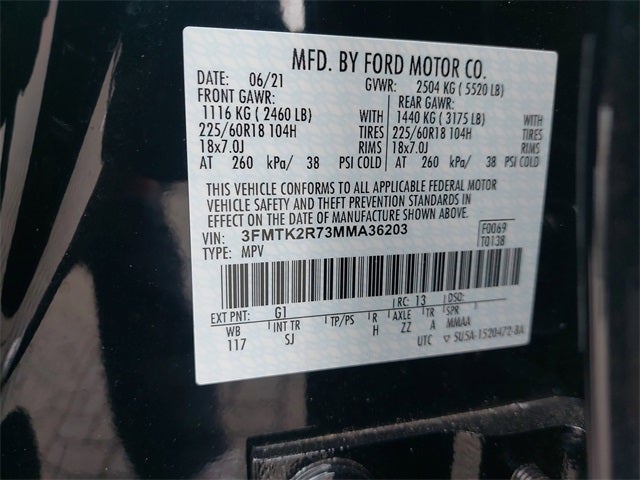 MFD. BY FORD MOTOR CO.
DATE: 06/21 GVWR: 2504 KG ( 5520 LB)
FRONT GAWR: REAR GAWR:
1116 KG ( 2460 LB) WITH 1440 KG ( 3175 LB) WITH
225/60R18 104H TIRES 225/60R18 104H TIRES
18x7.0J RIMS 18x7.0J RIMS
AT 260 kPa/ 38 PSI COLD AT 260 kPa/ 38 PSI COLD
THIS VEHICLE CONFORMS TO ALL APPLICABLE FEDERAL MOTOR
VEHICLE SAFETY AND THEFT PREVENTION STANDARDS IN
EFFECT ON THE DATE OF MANUFACTURE SHOWN ABOVE.
VIN: 3FMTK2R73MMA36203 F0069
TYPE: MPV T0138
EXT PNT: G1 RC: 13 DSO:
WB INT TR TP/PS R AXLE TR SPR
117 SJ H ZZ A MMAA
UTC ▽ 5U5A-1520472-BA